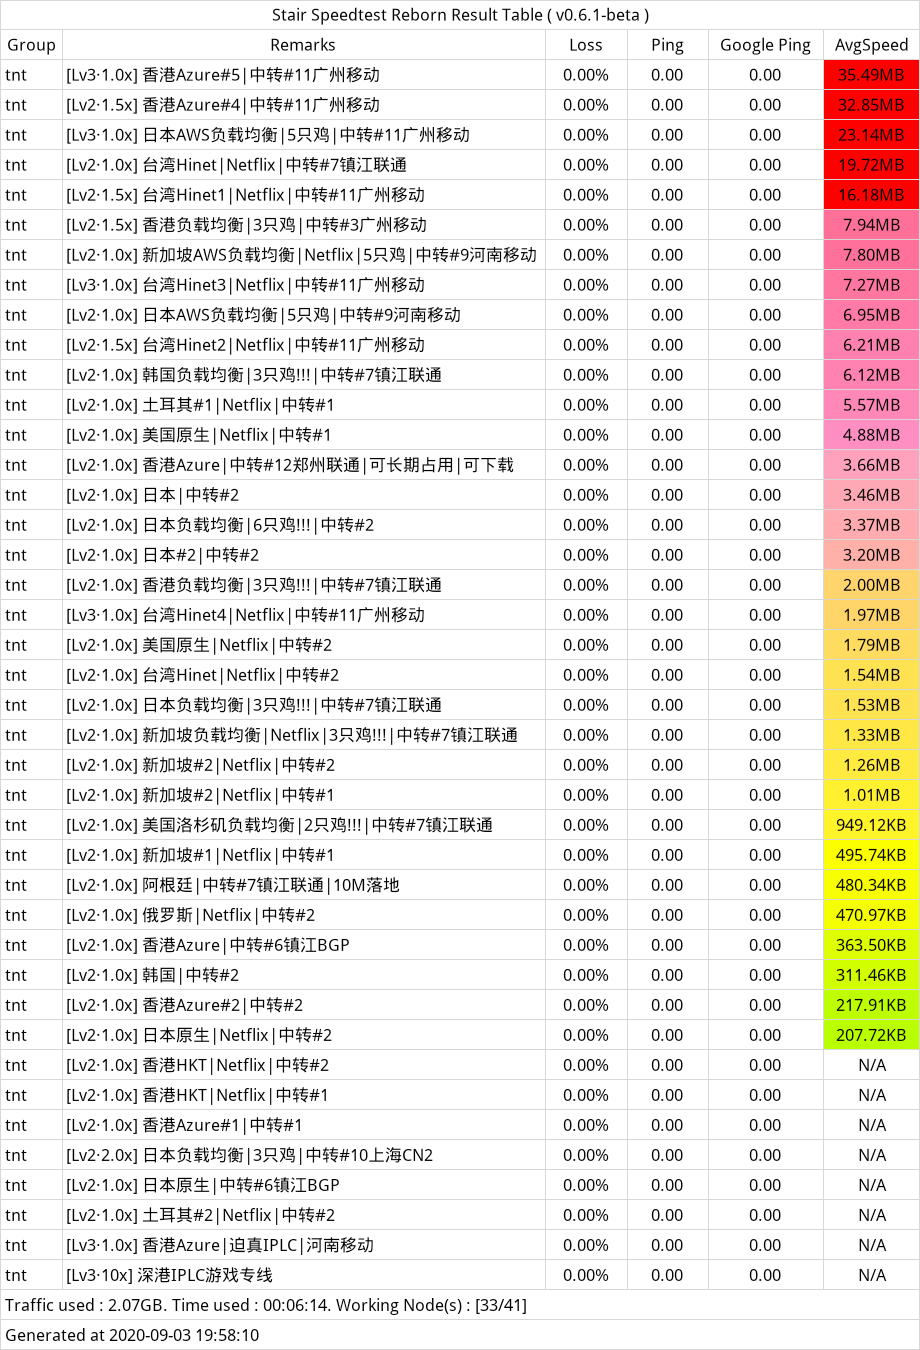 Stair Speedtest Reborn Result Table ( v0.6.1-beta )
Group Remarks Loss Ping Google Ping AvgSpeed
tnt [Lv3·1.0x] 香港Azure#5|中转#11广州移动 0.00% 0.00 0.00 35.49MB
tnt [Lv2·1.5x] 香港Azure#4|中转#11广州移动 0.00% 0.00 0.00 32.85MB
tnt [Lv3·1.0x] 日本AWS负载均衡|5只鸡|中转#11广州移动 0.00% 0.00 0.00 23.14MB
tnt [Lv2·1.0x] 台湾Hinet|Netflix|中转#7镇江联通 0.00% 0.00 0.00 19.72MB
tnt [Lv2·1.5x] 台湾Hinet1|Netflix|中转#11广州移动 0.00% 0.00 0.00 16.18MB
tnt [Lv2·1.5x] 香港负载均衡|3只鸡|中转#3广州移动 0.00% 0.00 0.00 7.94MB
tnt [Lv2·1.0x] 新加坡AWS负载均衡|Netflix|5只鸡|中转#9河南移动 0.00% 0.00 0.00 7.80MB
tnt [Lv3·1.0x] 台湾Hinet3|Netflix|中转#11广州移动 0.00% 0.00 0.00 7.27MB
tnt [Lv2·1.0x] 日本AWS负载均衡|5只鸡|中转#9河南移动 0.00% 0.00 0.00 6.95MB
tnt [Lv2·1.5x] 台湾Hinet2|Netflix|中转#11广州移动 0.00% 0.00 0.00 6.21MB
tnt [Lv2·1.0x] 韩国负载均衡|3只鸡!!!|中转#7镇江联通 0.00% 0.00 0.00 6.12MB
tnt [Lv2·1.0x] 土耳其#1|Netflix|中转#1 0.00% 0.00 0.00 5.57MB
tnt [Lv2·1.0x] 美国原生|Netflix|中转#1 0.00% 0.00 0.00 4.88MB
tnt [Lv2·1.0x] 香港Azure|中转#12郑州联通|可长期占用|可下载 0.00% 0.00 0.00 3.66MB
tnt [Lv2·1.0x] 日本|中转#2 0.00% 0.00 0.00 3.46MB
tnt [Lv2·1.0x] 日本负载均衡|6只鸡!!!|中转#2 0.00% 0.00 0.00 3.37MB
tnt [Lv2·1.0x] 日本#2|中转#2 0.00% 0.00 0.00 3.20MB
tnt [Lv2·1.0x] 香港负载均衡|3只鸡!!!|中转#7镇江联通 0.00% 0.00 0.00 2.00MB
tnt [Lv3·1.0x] 台湾Hinet4|Netflix|中转#11广州移动 0.00% 0.00 0.00 1.97MB
tnt [Lv2·1.0x] 美国原生|Netflix|中转#2 0.00% 0.00 0.00 1.79MB
tnt [Lv2·1.0x] 台湾Hinet|Netflix|中转#2 0.00% 0.00 0.00 1.54MB
tnt [Lv2·1.0x] 日本负载均衡|3只鸡!!!|中转#7镇江联通 0.00% 0.00 0.00 1.53MB
tnt [Lv2·1.0x] 新加坡负载均衡|Netflix|3只鸡!!!|中转#7镇江联通 0.00% 0.00 0.00 1.33MB
tnt [Lv2·1.0x] 新加坡#2|Netflix|中转#2 0.00% 0.00 0.00 1.26MB
tnt [Lv2·1.0x] 新加坡#2|Netflix|中转#1 0.00% 0.00 0.00 1.01MB
tnt [Lv2·1.0x] 美国洛杉矶负载均衡|2只鸡!!!|中转#7镇江联通 0.00% 0.00 0.00 949.12KB
tnt [Lv2·1.0x] 新加坡#1|Netflix|中转#1 0.00% 0.00 0.00 495.74KB
tnt [Lv2·1.0x] 阿根廷|中转#7镇江联通|10M落地 0.00% 0.00 0.00 480.34KB
tnt [Lv2·1.0x] 俄罗斯|Netflix|中转#2 0.00% 0.00 0.00 470.97KB
tnt [Lv2·1.0x] 香港Azure|中转#6镇江BGP 0.00% 0.00 0.00 363.50KB
tnt [Lv2·1.0x] 韩国|中转#2 0.00% 0.00 0.00 311.46KB
tnt [Lv2·1.0x] 香港Azure#2|中转#2 0.00% 0.00 0.00 217.91KB
tnt [Lv2·1.0x] 日本原生|Netflix|中转#2 0.00% 0.00 0.00 207.72KB
tnt [Lv2·1.0x] 香港HKT|Netflix|中转#2 0.00% 0.00 0.00 N/A
tnt [Lv2·1.0x] 香港HKT|Netflix|中转#1 0.00% 0.00 0.00 N/A
tnt [Lv2·1.0x] 香港Azure#1|中转#1 0.00% 0.00 0.00 N/A
tnt [Lv2·2.0x] 日本负载均衡|3只鸡|中转#10上海CN2 0.00% 0.00 0.00 N/A
tnt [Lv2·1.0x] 日本原生|中转#6镇江BGP 0.00% 0.00 0.00 N/A
tnt [Lv2·1.0x] 土耳其#2|Netflix|中转#2 0.00% 0.00 0.00 N/A
tnt [Lv3·1.0x] 香港Azure|迫真IPLC|河南移动 0.00% 0.00 0.00 N/A
tnt [Lv3·10x] 深港IPLC游戏专线 0.00% 0.00 0.00 N/A
Traffic used : 2.07GB. Time used : 00:06:14. Working Node(s) : [33/41]
Generated at 2020-09-03 19:58:10